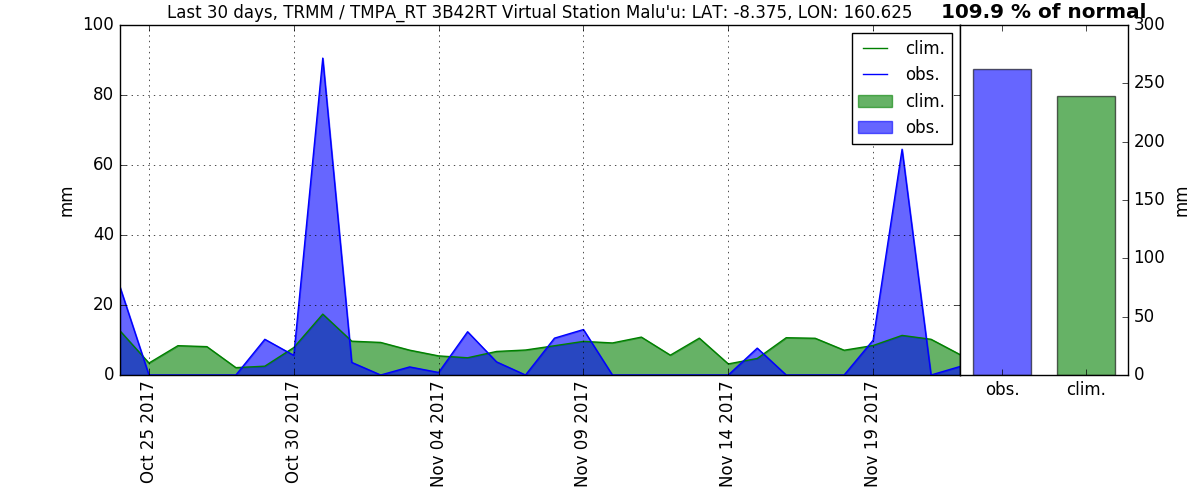 Last 30 days, TRMM / TMPA_RT 3B42RT Virtual Station Malu'u: LAT: -8.375, LON: 160.625
109.9 % of normal
100
80
60
40
20
0
mm
clim.
obs.
clim.
obs.
Oct 25 2017
Oct 30 2017
Nov 04 2017
Nov 09 2017
Nov 14 2017
Nov 19 2017
300
250
200
150
100
50
0
mm
obs.
clim.